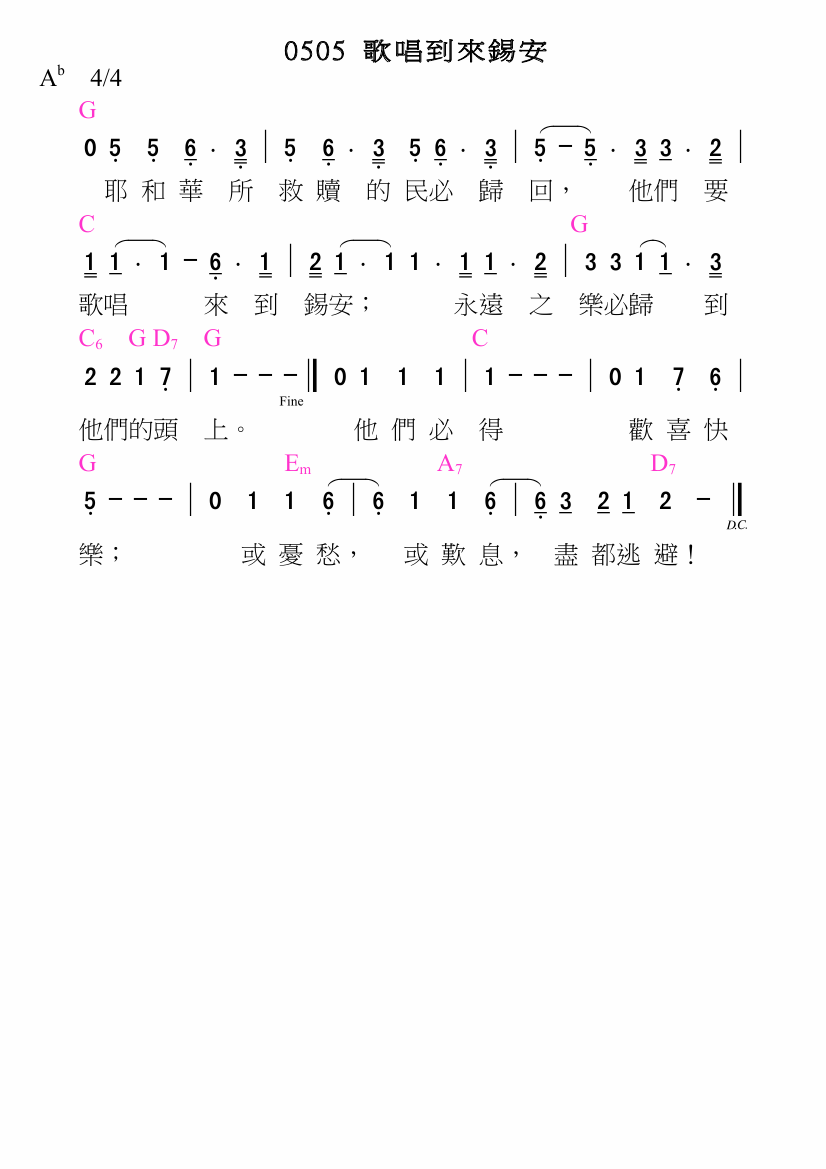 0505 歌唱到來錫安
Aᵇ 4/4
G
0 5 5 6 · 3 | 5 6 · 3 5 6 · 3 | 5 - 5 · 3 3 · 2 |
耶 和 華 所 救 贖 的 民必 歸 回， 他們 要
C G
1 1 · 1 - 6 · 1 | 2 1 · 1 1 · 1 1 · 2 | 3 3 1 1 · 3
歌唱 來 到 錫安； 永遠 之 樂必歸 到
C₆ G D₇ G C
2 2 1 7 | 1 - - - ‖ 0 1 1 1 | 1 - - - | 0 1 7 6 |
Fine
他們的頭 上。 他 們 必 得 歡 喜 快
G Em A₇ D₇
5 - - - | 0 1 1 6 | 6 1 1 6 | 6 3 2 1 2 - ‖
D.C.
樂； 或 憂 愁， 或 歎 息， 盡 都逃 避！